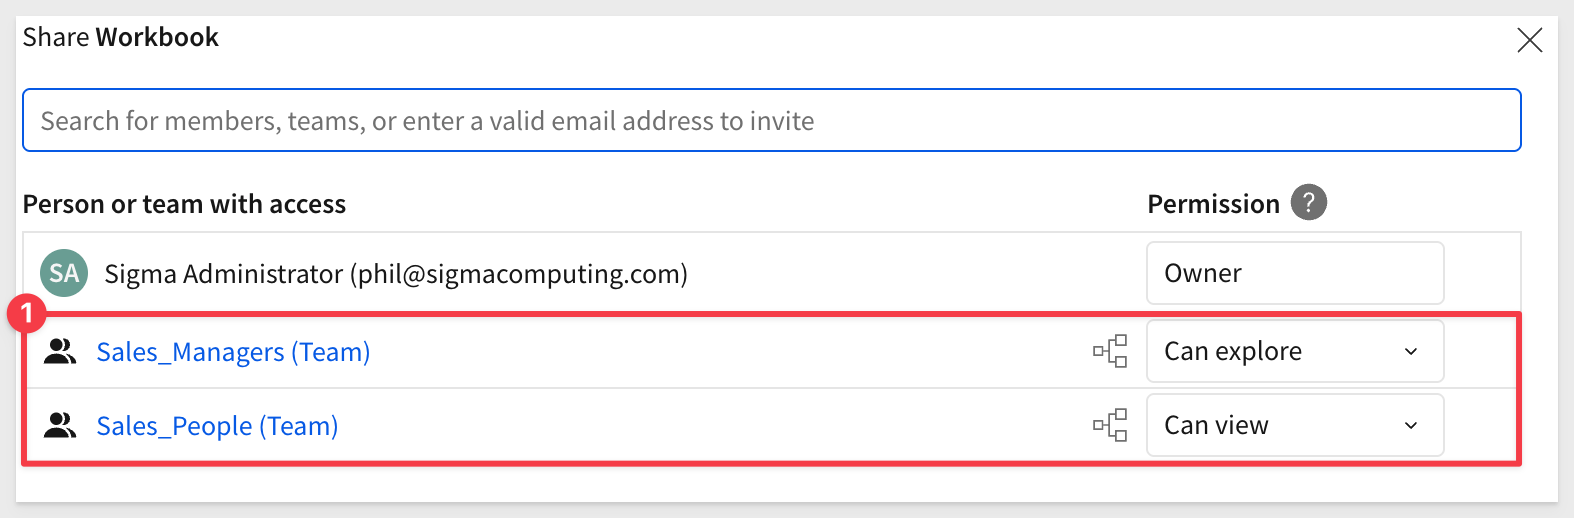 Share Workbook
Search for members, teams, or enter a valid email address to invite
Person or team with access Permission ?
SA Sigma Administrator (phil@sigmacomputing.com) Owner
1
Sales_Managers (Team) Can explore
Sales_People (Team) Can view